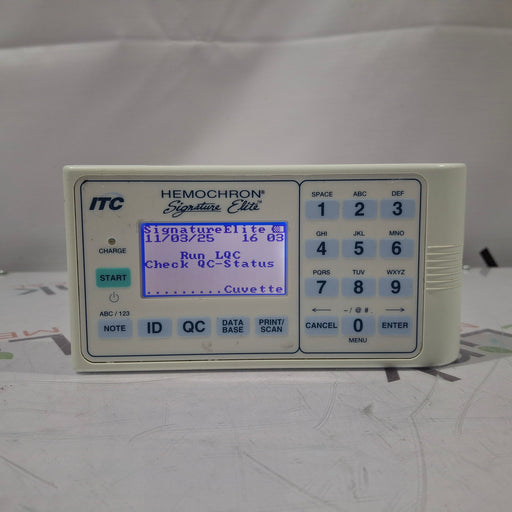 ITC
HEMOCHRON®
Signature Elite™
SignatureElite
11/03/25 16 03
Run LQC
Check QC-Status
.........Cuvette
CHARGE
START
ABC / 123
NOTE
ID
QC
DATA BASE
PRINT/ SCAN
SPACE ABC DEF
1 2 3
GHI JKL MNO
4 5 6
PQRS TUV WXYZ
7 8 9
← - / @ # . →
CANCEL 0 ENTER
MENU